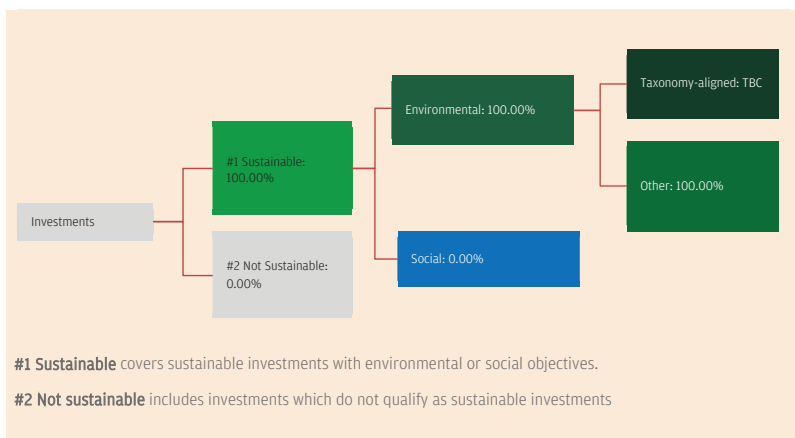 Investments
#1 Sustainable:
100.00%
#2 Not Sustainable:
0.00%
Environmental: 100.00%
Social: 0.00%
Taxonomy-aligned: TBC
Other: 100.00%
#1 Sustainable covers sustainable investments with environmental or social objectives.
#2 Not sustainable includes investments which do not qualify as sustainable investments